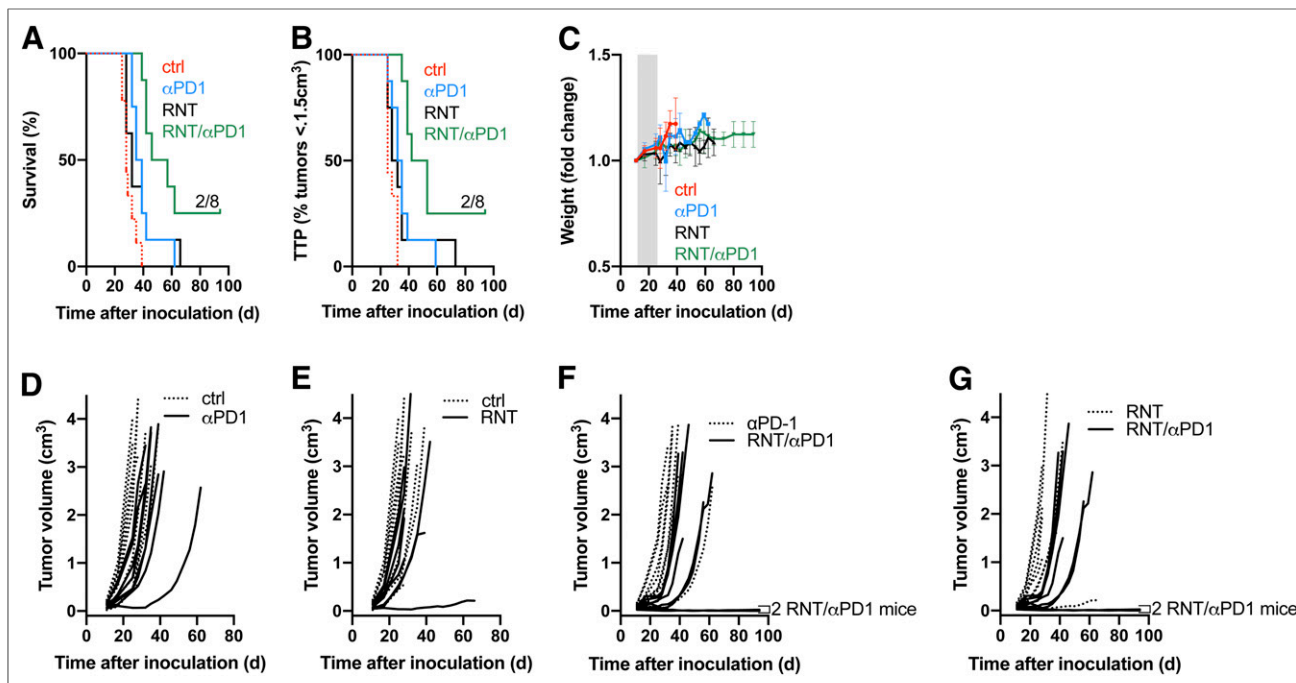 A
Survival (%)
100
50
0
0 20 40 60 80 100
Time after inoculation (d)
ctrl
αPD1
RNT
RNT/αPD1
2/8
B
TTP (% tumors <.1.5cm³)
100
50
0
0 20 40 60 80 100
Time after inoculation (d)
ctrl
αPD1
RNT
RNT/αPD1
2/8
C
Weight (fold change)
1.5
1.0
0.5
0 20 40 60 80 100
Time after inoculation (d)
ctrl
αPD1
RNT
RNT/αPD1
D
Tumor volume (cm³)
4
3
2
1
0
0 20 40 60 80
Time after inoculation (d)
ctrl
αPD1
E
Tumor volume (cm³)
4
3
2
1
0
0 20 40 60 80
Time after inoculation (d)
ctrl
RNT
F
Tumor volume (cm³)
4
3
2
1
0
0 20 40 60 80 100
Time after inoculation (d)
αPD-1
RNT/αPD1
2 RNT/αPD1 mice
G
Tumor volume (cm³)
4
3
2
1
0
0 20 40 60 80 100
Time after inoculation (d)
RNT
RNT/αPD1
2 RNT/αPD1 mice